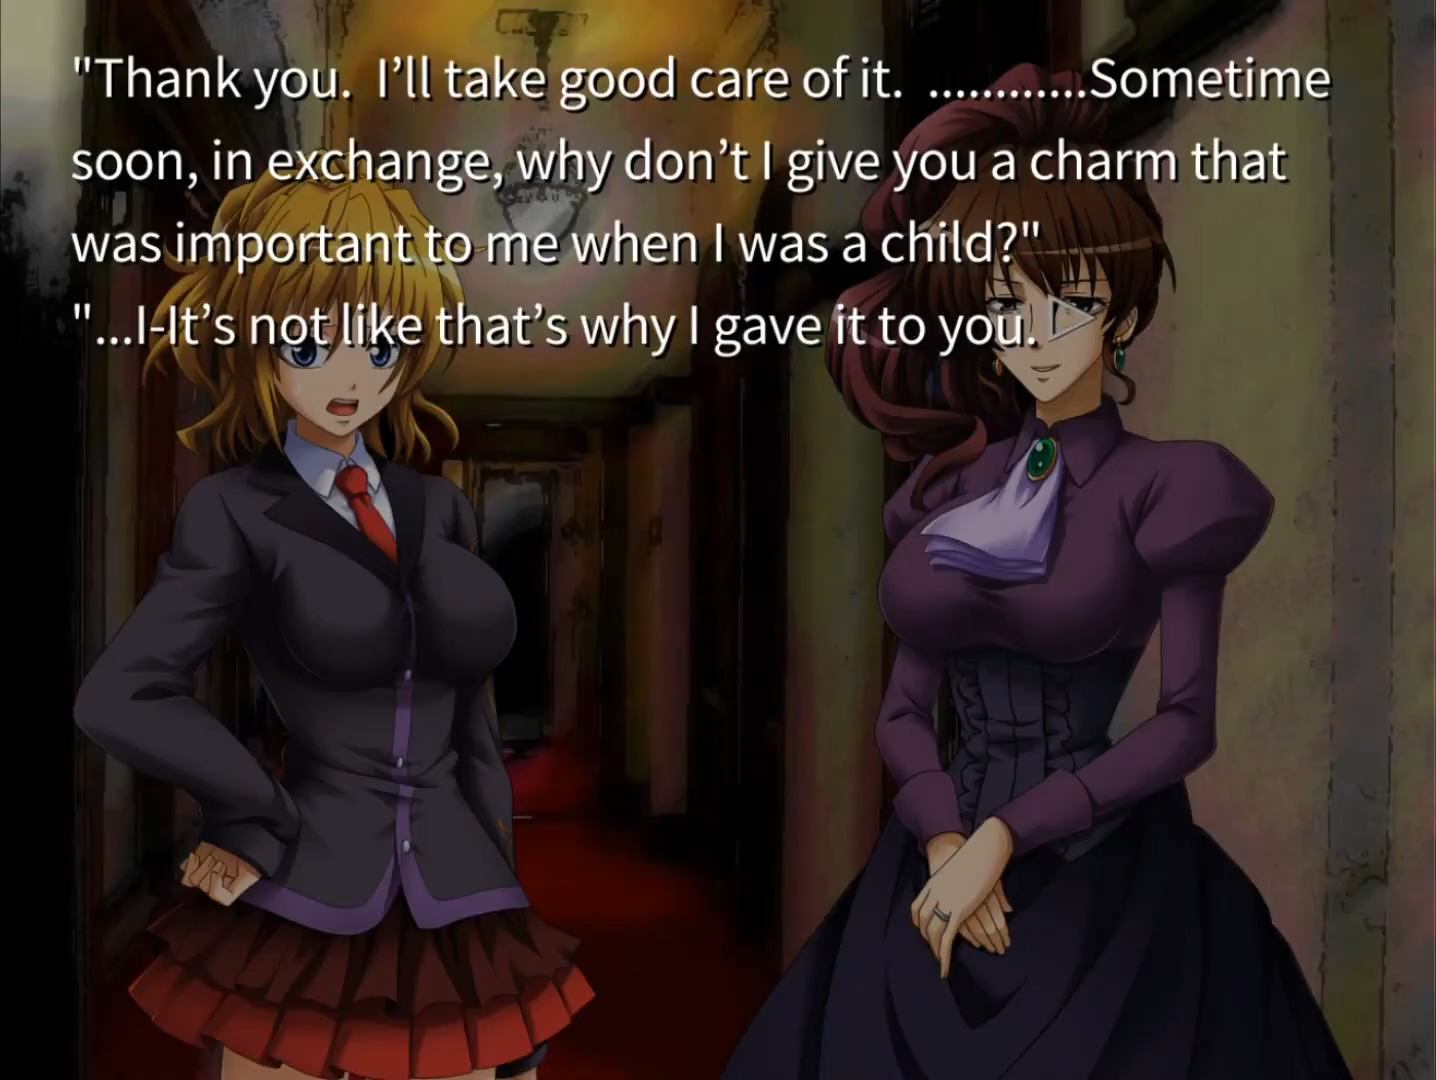 "Thank you.  I’ll take good care of it.  ............Sometime
soon, in exchange, why don’t I give you a charm that
was important to me when I was a child?"
"...I-It’s not like that’s why I gave it to you.